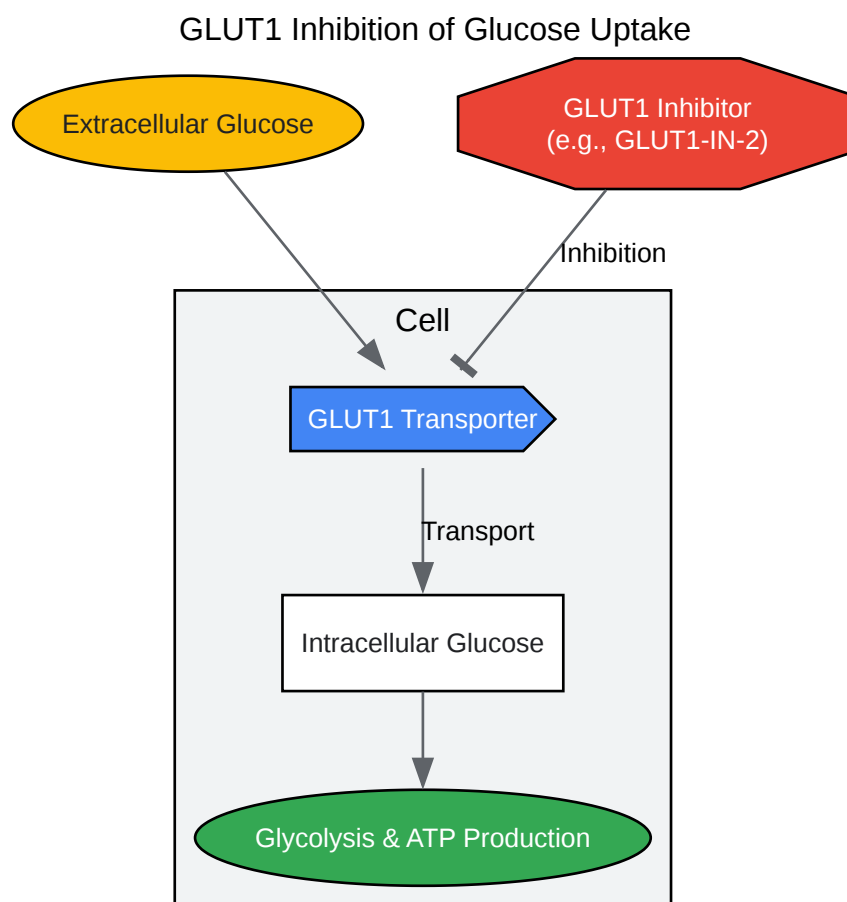 GLUT1 Inhibition of Glucose Uptake
Extracellular Glucose
GLUT1 Inhibitor
(e.g., GLUT1-IN-2)
Inhibition
Cell
GLUT1 Transporter
Transport
Intracellular Glucose
Glycolysis & ATP Production